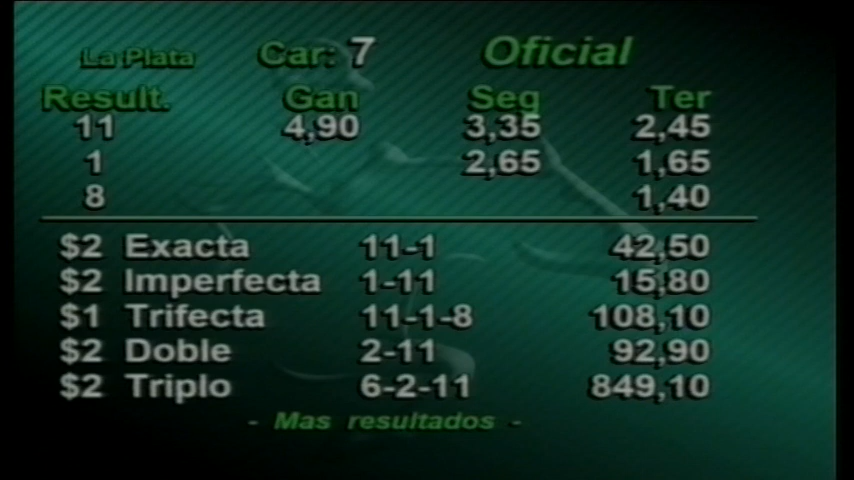 La Plata Car: 7 Oficial
Result. Gan Seg Ter
11 4,90 3,35 2,45
1 2,65 1,65
8 1,40
$2 Exacta 11-1 42,50
$2 Imperfecta 1-11 15,80
$1 Trifecta 11-1-8 108,10
$2 Doble 2-11 92,90
$2 Triplo 6-2-11 849,10
- Mas resultados -